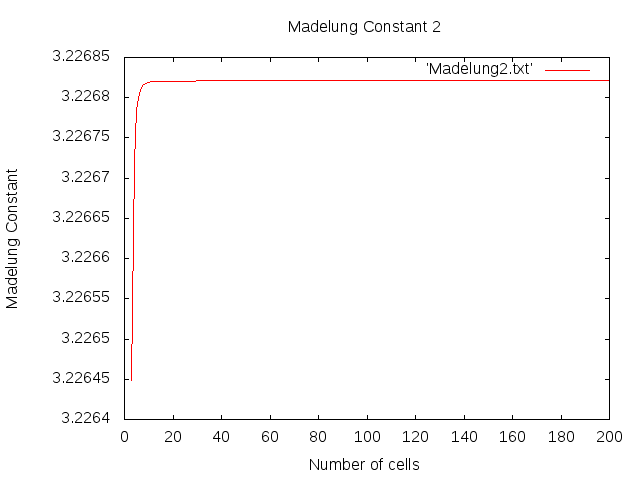 Madelung Constant 2
3.22685
'Madelung2.txt'
3.2268
3.22675
3.2267
3.22665
3.2266
3.22655
3.2265
3.22645
3.2264
Madelung Constant
0 20 40 60 80 100 120 140 160 180 200
Number of cells